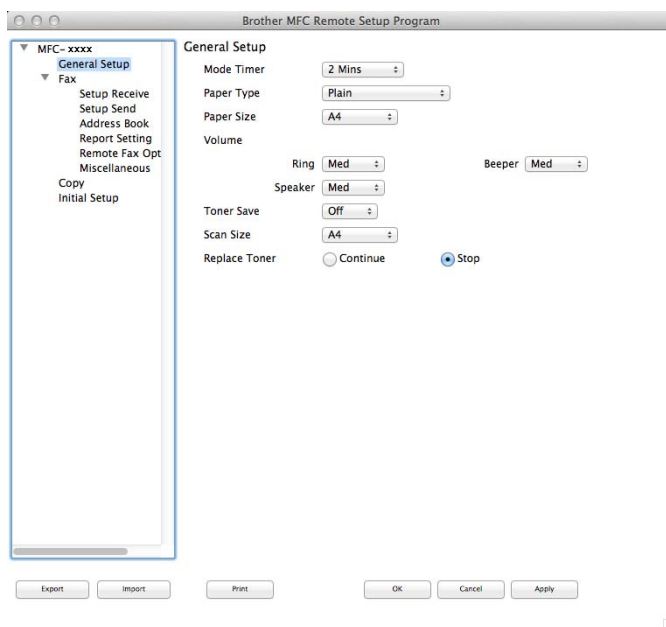 Brother MFC Remote Setup Program
MFC- xxxx
General Setup
Fax
Setup Receive
Setup Send
Address Book
Report Setting
Remote Fax Opt
Miscellaneous
Copy
Initial Setup
General Setup
Mode Timer 2 Mins
Paper Type Plain
Paper Size A4
Volume
Ring Med Beeper Med
Speaker Med
Toner Save Off
Scan Size A4
Replace Toner Continue Stop
Export Import Print OK Cancel Apply